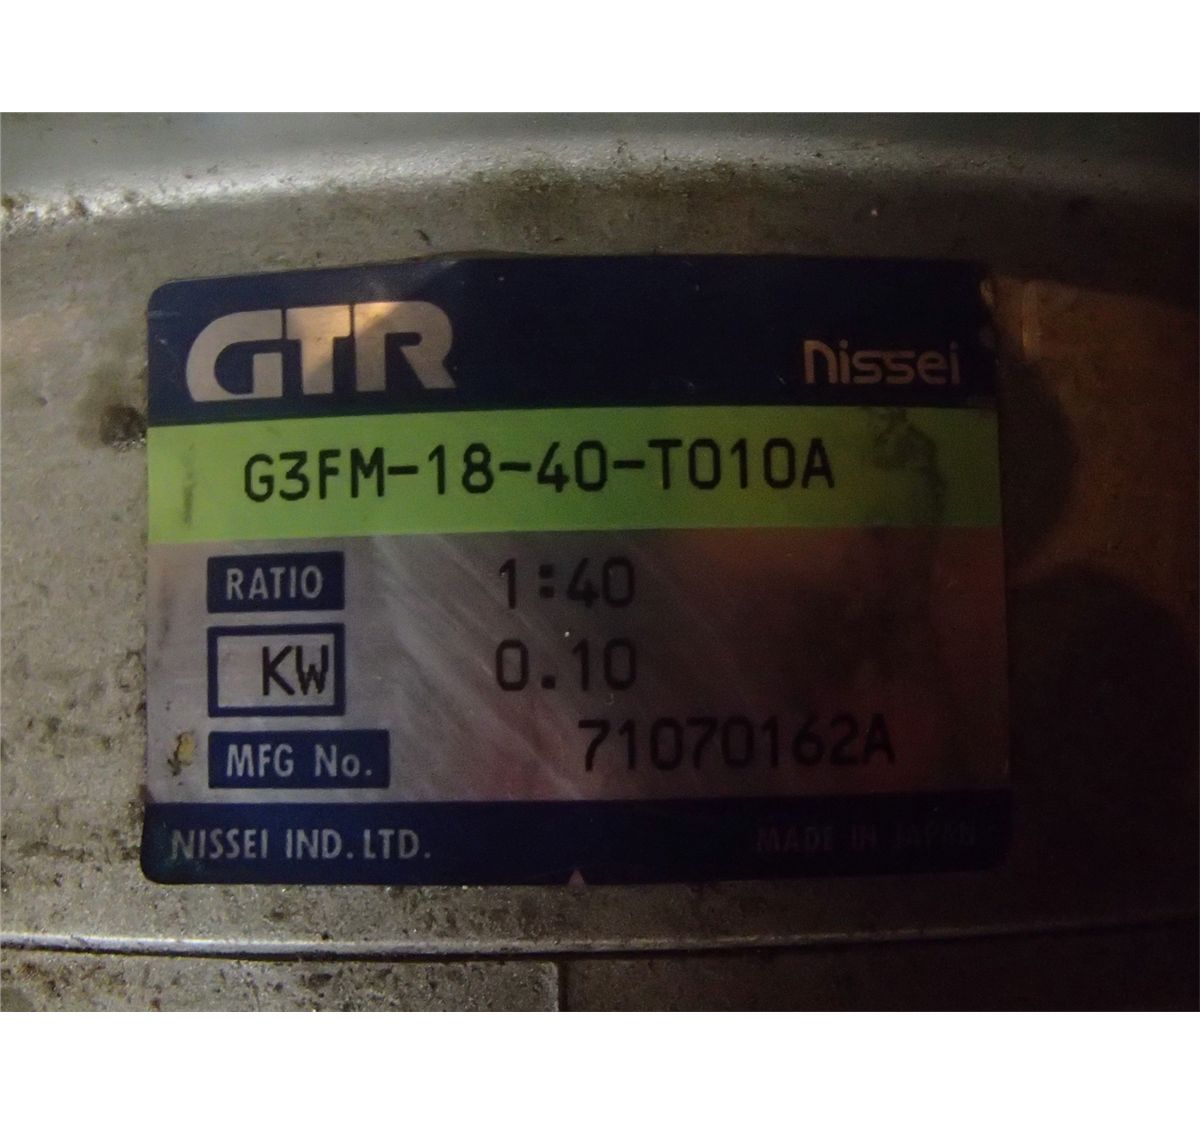 GTR
nissei
G3FM-18-40-T010A
RATIO 1:40
KW 0.10
MFG No. 71070162A
NISSEI IND. LTD. MADE IN JAPAN